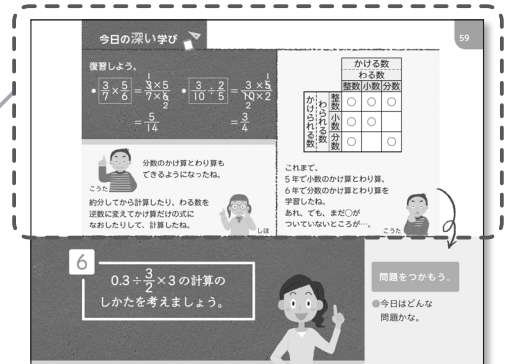 今日の深い学び
59
復習しよう。
3/7×5/6=3×5/7×6
1
2
=5/14
3/10÷2/5=3×5/10×2
1
2
=3/4
分数のかけ算とわり算も
できるようになったね。
こうた
約分してから計算したり、わる数を
逆数に変えてかけ算だけの式に
なおしたりして、計算したね。
しほ
かける数
わる数
整数 小数 分数
かけられる数
わられる数
整数 ○ ○ ○
小数 ○ ○
分数 ○ ○
これまで、
5年で小数のかけ算とわり算、
6年で分数のかけ算とわり算を
学習したね。
あれ、でも、まだ○が
ついていないところが…。
こうた
6
0.3÷3/2×3の計算の
しかたを考えましょう。
問題をつかもう。
●今日はどんな
問題かな。